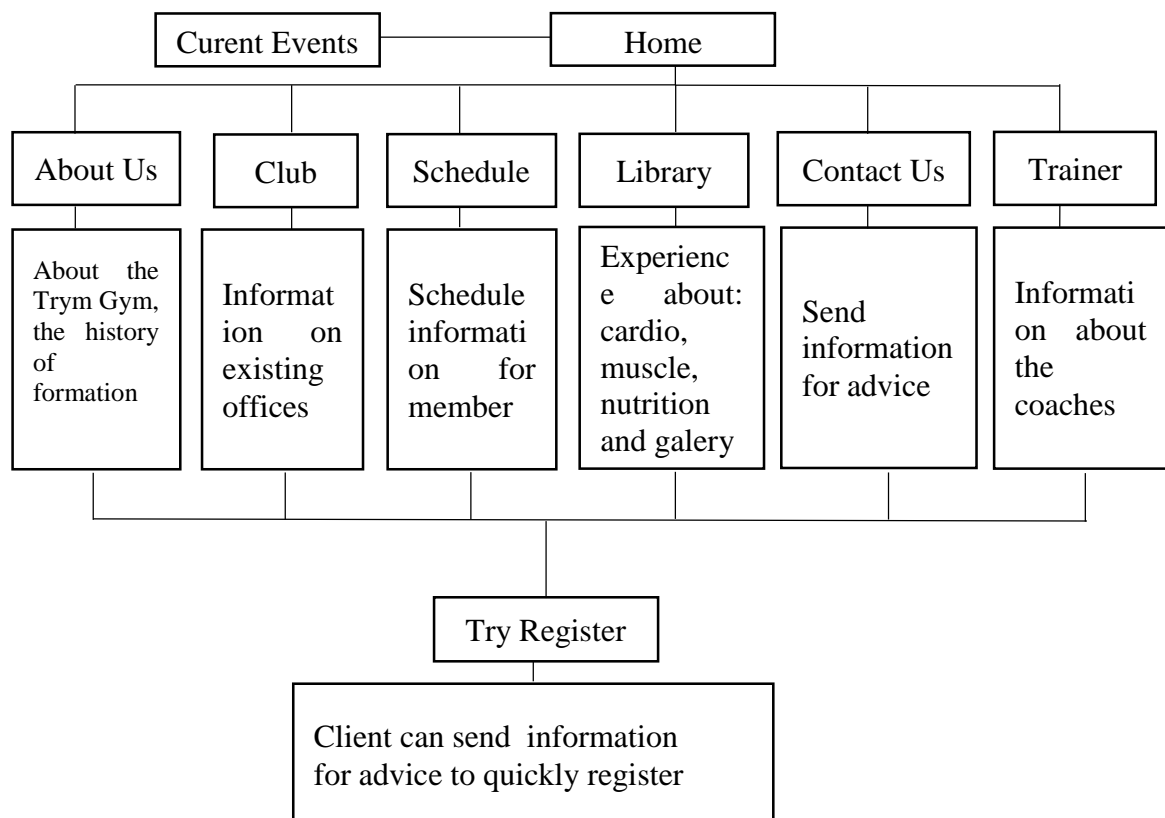 Curent Events
Home
About Us
Club
Schedule
Library
Contact Us
Trainer
About the
Trym Gym,
the history
of
formation
Informat
ion on
existing
offices
Schedule
informati
on for
member
Experienc
e about:
cardio,
muscle,
nutrition
and galery
Send
information
for advice
Informati
on about
the
coaches
Try Register
Client can send information
for advice to quickly register